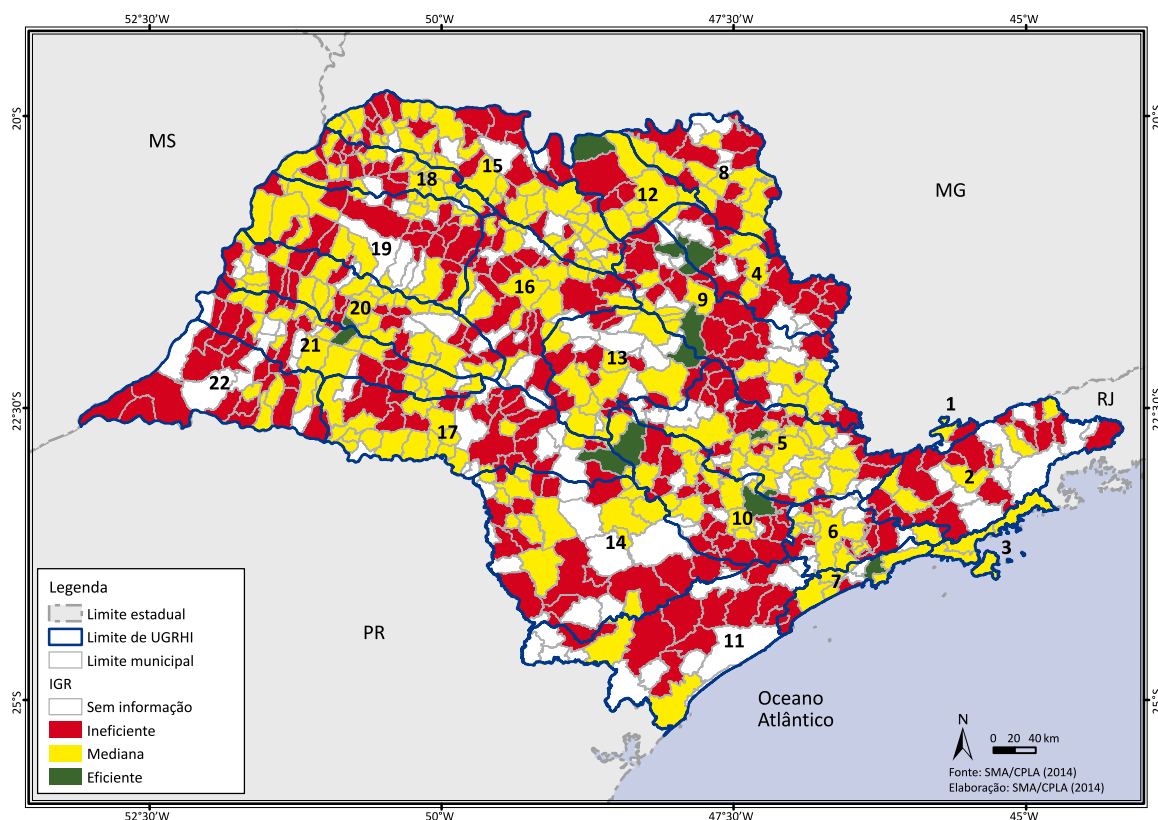 52°30'W 50°W 47°30'W 45°W
20°S 20°S
MS
MG
15
8
18
12
19
4
16
9
20
13
21
22
22°30'S 22°30'S
1
RJ
17
5
2
10
6
14
3
7
11
PR
Oceano
Atlântico
Legenda
Limite estadual
Limite de UGRHI
Limite municipal
IGR
Sem informação
Ineficiente
Mediana
Eficiente
25°S 25°S
N
0 20 40 km
Fonte: SMA/CPLA (2014)
Elaboração: SMA/CPLA (2014)
52°30'W 50°W 47°30'W 45°W